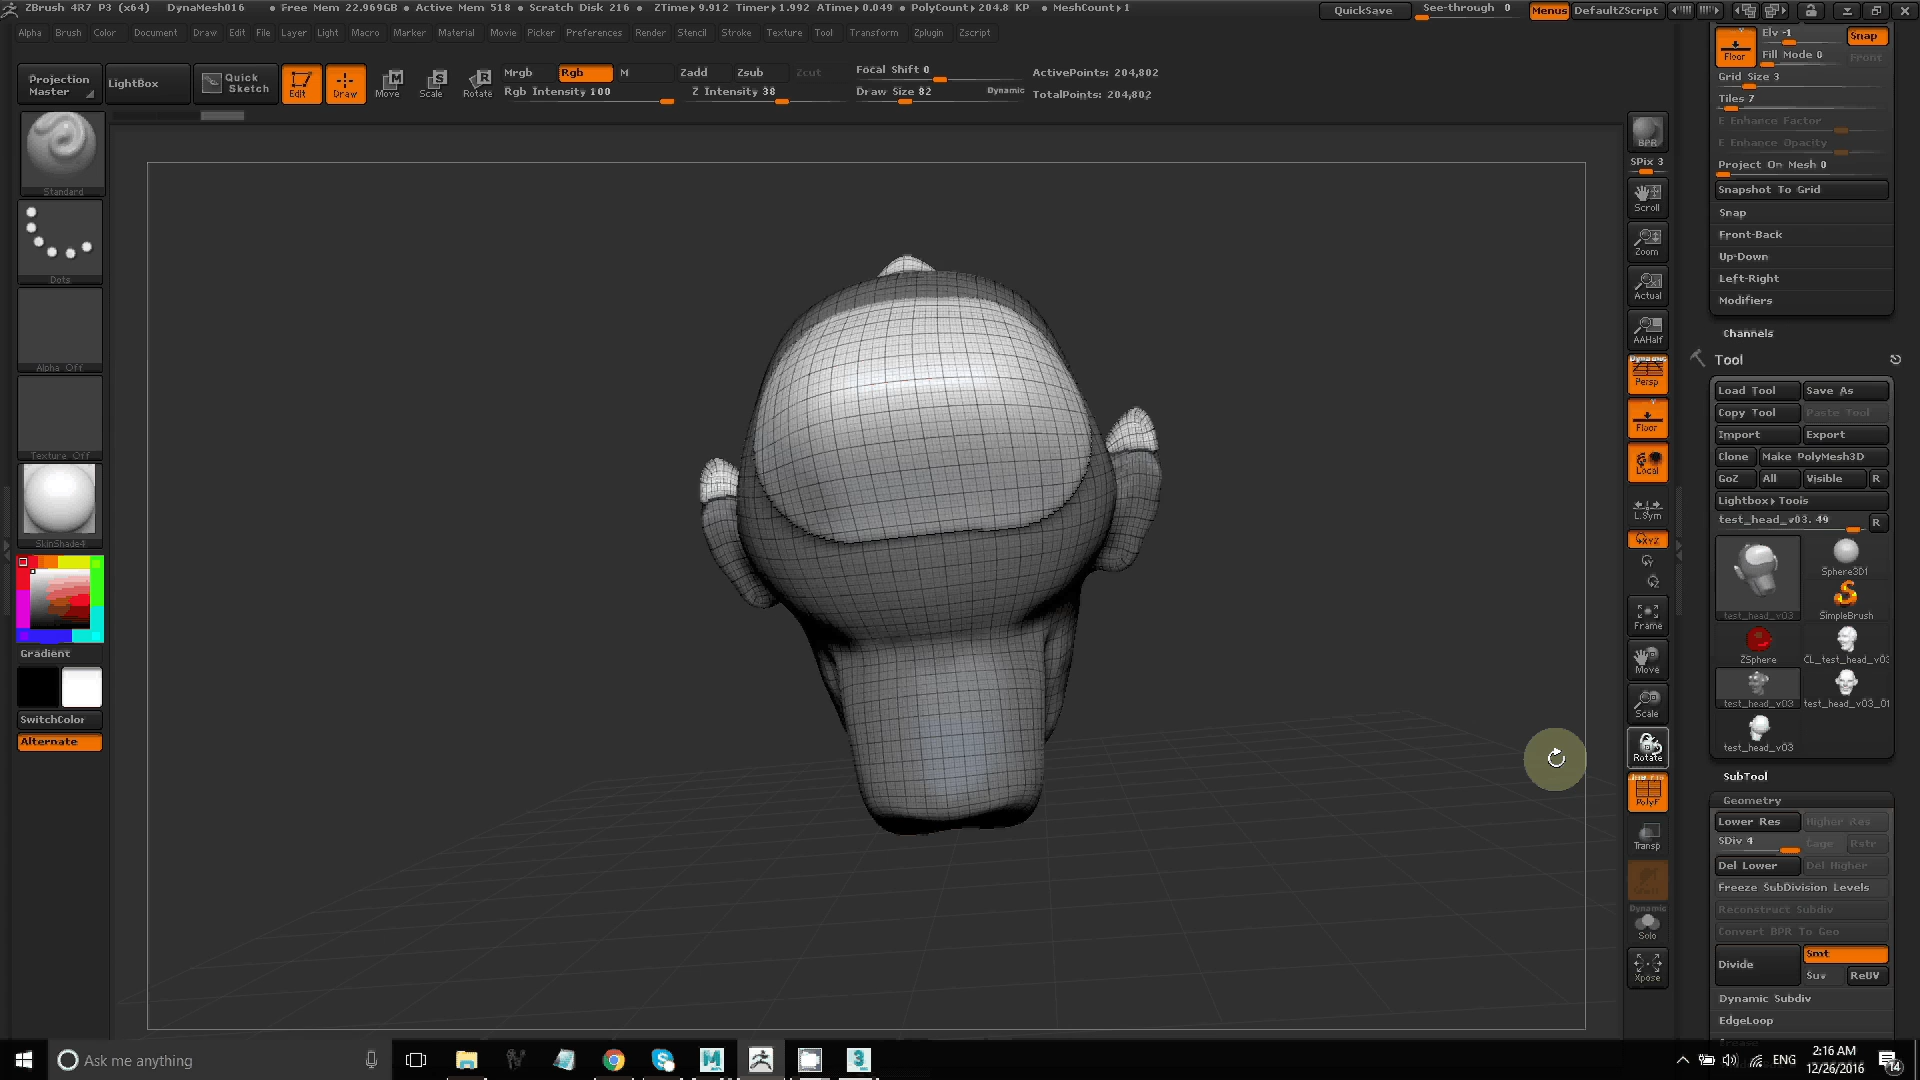 ZBrush 4R7 P3 (x64) DynaMesh016 • Free Mem 22.969GB • Active Mem 518 • Scratch Disk 216 • ZTime▸9.912 Timer▸1.992 ATime▸0.049 • PolyCount▸204.8 KP • MeshCount▸1 QuickSave See-through 0 Menus DefaultZScript
Alpha Brush Color Document Draw Edit File Layer Light Macro Marker Material Movie Picker Preferences Render Stencil Stroke Texture Tool Transform Zplugin Zscript
Projection Master
LightBox
Quick Sketch
Edit
Draw
Move
Scale
Rotate
Mrgb Rgb M Zadd Zsub Zcut
Rgb Intensity 100 Z Intensity 38
Focal Shift 0
Draw Size 82 Dynamic
ActivePoints: 204,802
TotalPoints: 204,802
Standard
Dots
Alpha Off
Texture Off
SkinShade4
Gradient
SwitchColor
Alternate
BPR
SPix 3
Scroll
Zoom
Actual
AAHalf
Dynamic
Persp
Floor
Local
L.Sym
XYZ
Frame
Move
Scale
Rotate
PolyF
Transp
Dynamic
Solo
Xpose
Floor
Elv -1 Snap
Fill Mode 0 Front
Grid Size 3
Tiles 7
E Enhance Factor
E Enhance Opacity
Project On Mesh 0
Snapshot To Grid
Snap
Front-Back
Up-Down
Left-Right
Modifiers
Channels
Tool
Load Tool Save As
Copy Tool Paste Tool
Import Export
Clone Make PolyMesh3D
GoZ All Visible R
Lightbox▸Tools
test_head_v03. 49 R
test_head_v03 Sphere3D1
SimpleBrush
ZSphere CL_test_head_v03
test_head_v03 test_head_v03_01
test_head_v03
SubTool
Geometry
Lower Res Higher Res
SDiv 4 Cage Rstr
Del Lower Del Higher
Freeze SubDivision Levels
Reconstruct Subdiv
Convert BPR To Geo
Divide Smt
Suv ReUV
Dynamic Subdiv
EdgeLoop
Ask me anything
ENG
2:16 AM
12/26/2016
14